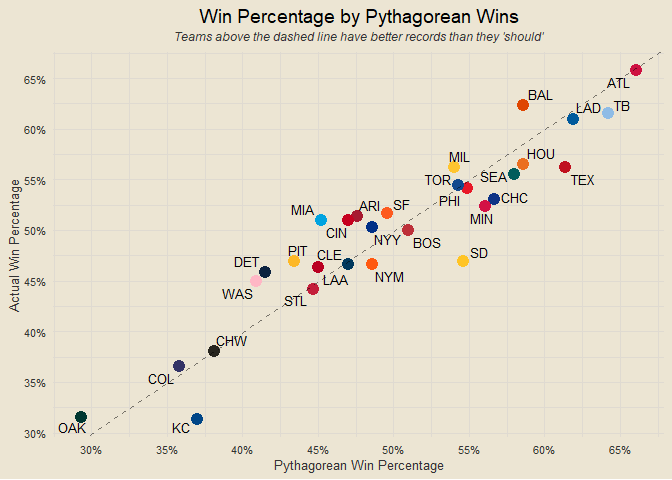 Win Percentage by Pythagorean Wins
Teams above the dashed line have better records than they 'should'
Actual Win Percentage
65%
60%
55%
50%
45%
40%
35%
30%
ATL
BAL
LAD
TB
MIL
HOU
TOR
SEA
TEX
PHI
CHC
MIN
MIA
ARI
SF
CIN
NYY
BOS
PIT
CLE
SD
DET
LAA
NYM
WAS
STL
CHW
COL
OAK
KC
30%
35%
40%
45%
50%
55%
60%
65%
Pythagorean Win Percentage